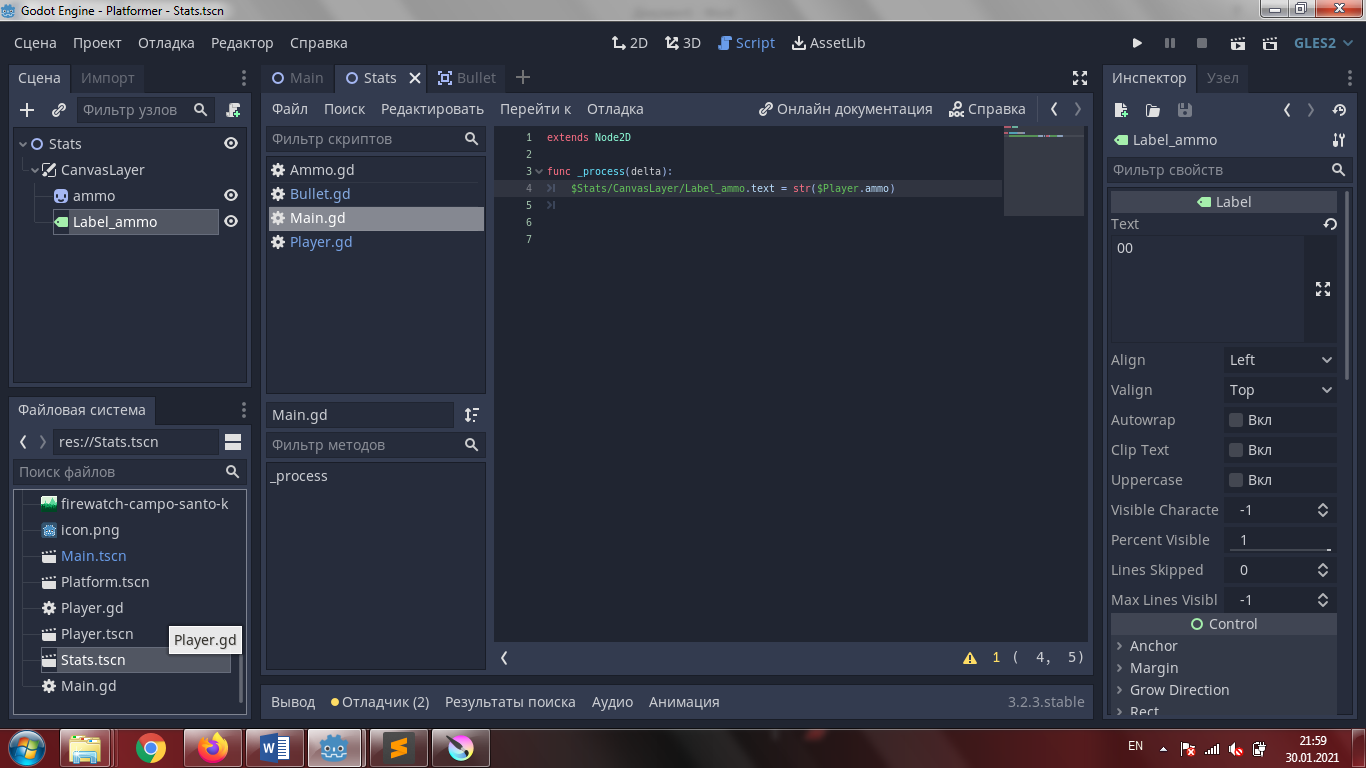 Godot Engine - Platformer - Stats.tscn
Сцена Проект Отладка Редактор Справка 2D 3D Script AssetLib GLES2
Сцена Импорт
Фильтр узлов
Stats
CanvasLayer
ammo
Label_ammo
Файловая система
res://Stats.tscn
Поиск файлов
firewatch-campo-santo-k
icon.png
Main.tscn
Platform.tscn
Player.gd
Player.tscn
Player.gd
Stats.tscn
Main.gd
Main Stats Bullet
Файл Поиск Редактировать Перейти к Отладка Онлайн документация Справка
Фильтр скриптов
Ammo.gd
Bullet.gd
Main.gd
Player.gd
Main.gd
Фильтр методов
_process
1 extends Node2D
2
3 func _process(delta):
4 $Stats/CanvasLayer/Label_ammo.text = str($Player.ammo)
5
6
7
1 ( 4, 5)
Вывод Отладчик (2) Результаты поиска Аудио Анимация 3.2.3.stable
Инспектор Узел
Label_ammo
Фильтр свойств
Label
Text
00
Align Left
Valign Top
Autowrap Вкл
Clip Text Вкл
Uppercase Вкл
Visible Characte -1
Percent Visible 1
Lines Skipped 0
Max Lines Visibl -1
Control
Anchor
Margin
Grow Direction
Rect
EN 21:59
30.01.2021